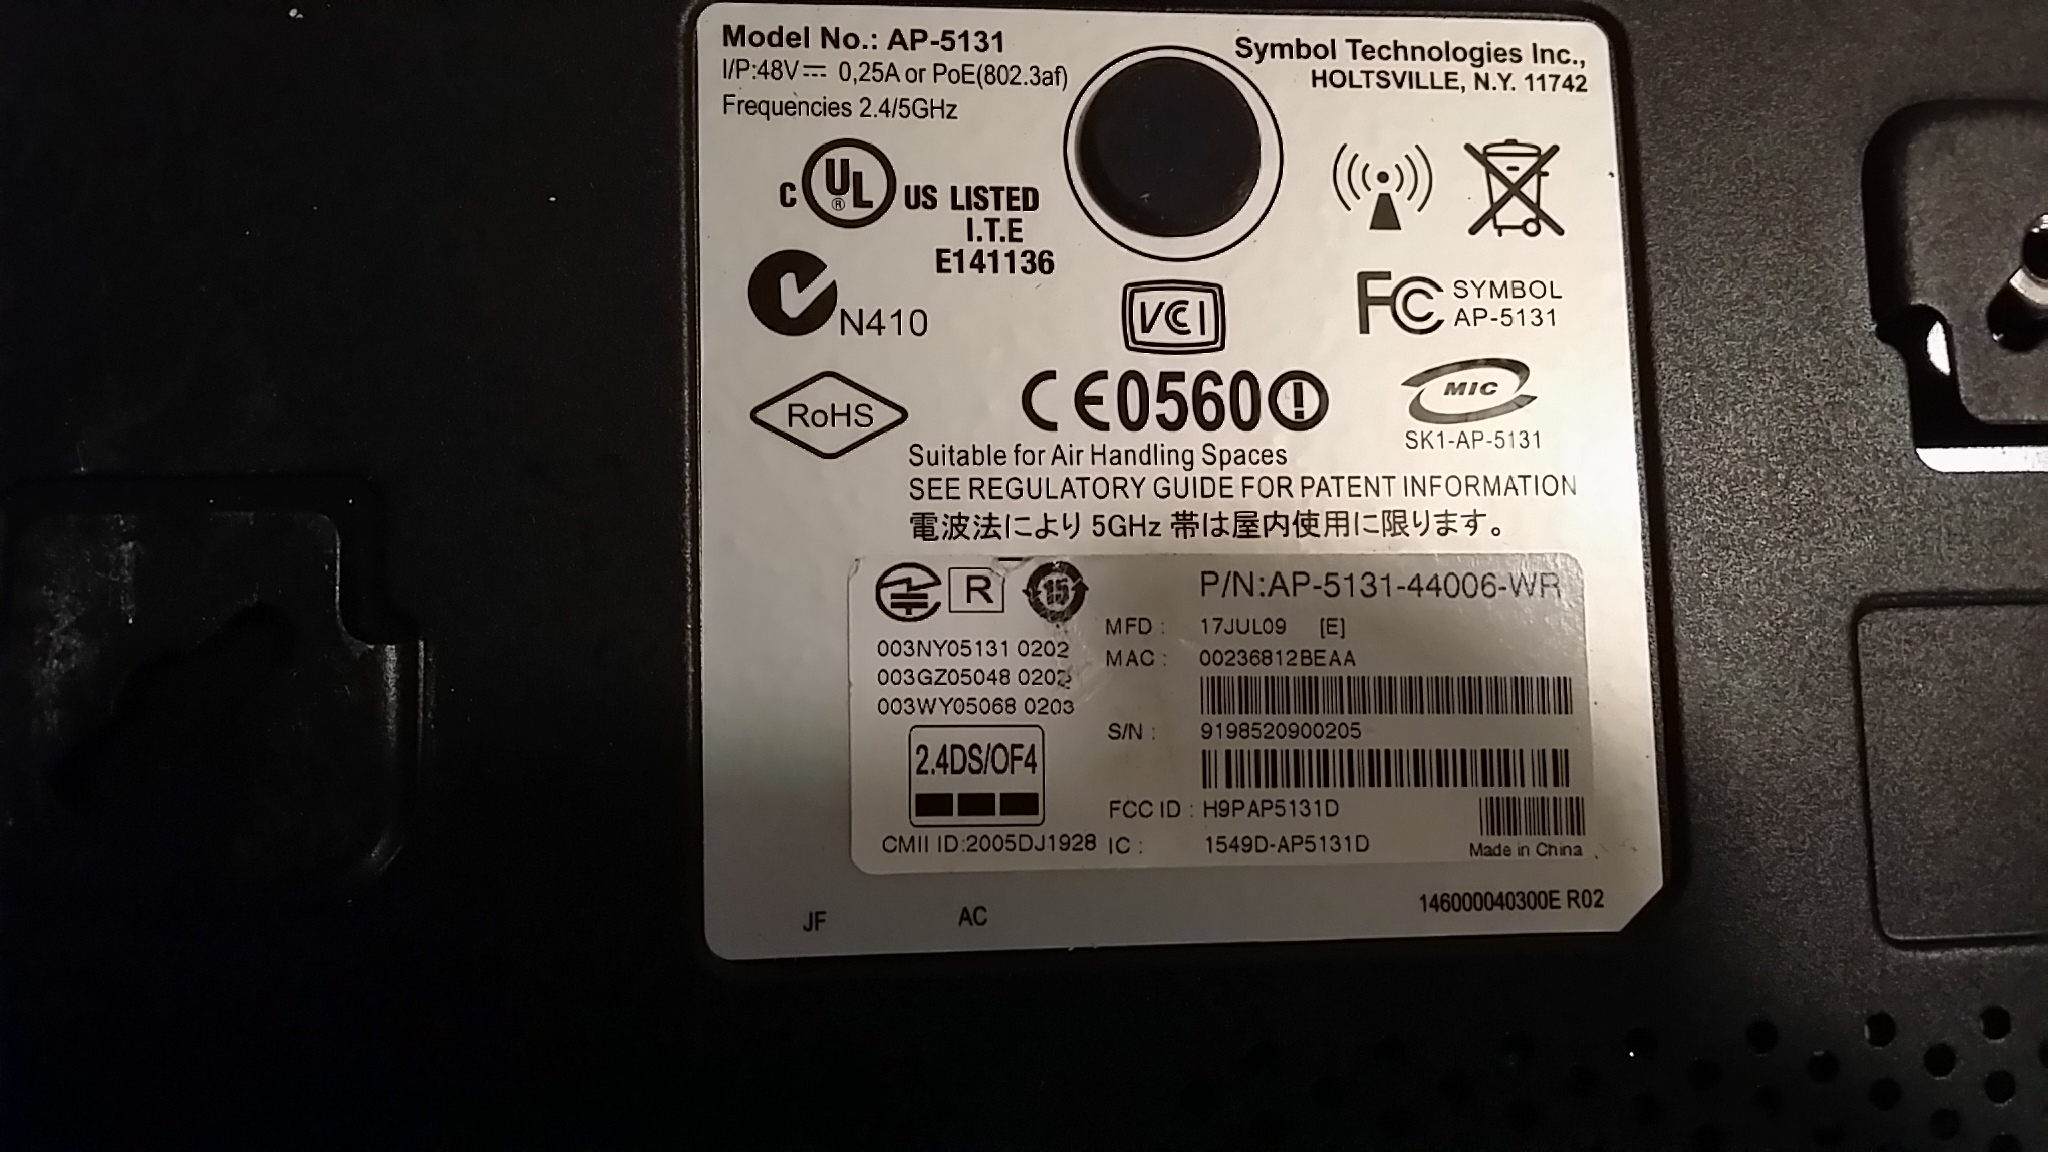 Model No.: AP-5131
I/P:48V⎓ 0,25A or PoE(802.3af)
Frequencies 2.4/5GHz
Symbol Technologies Inc.,
HOLTSVILLE, N.Y. 11742
C UL ® US LISTED
I.T.E
E141136
N410
VCI
FC SYMBOL
AP-5131
RoHS
CE0560
MIC
SK1-AP-5131
Suitable for Air Handling Spaces
SEE REGULATORY GUIDE FOR PATENT INFORMATION
電波法により 5GHz 帯は屋内使用に限ります。
R
15
P/N:AP-5131-44006-WR
003NY05131 0202
003GZ05048 0202
003WY05068 0203
2.4DS/OF4
CMII ID:2005DJ1928
MFD : 17JUL09 [E]
MAC : 00236812BEAA
S/N : 9198520900205
FCC ID : H9PAP5131D
IC : 1549D-AP5131D
Made in China
146000040300E R02
JF
AC